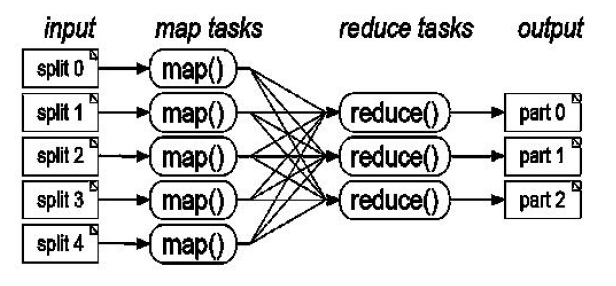 input map tasks reduce tasks output
split 0 map()
split 1 map() reduce() part 0
split 2 map() reduce() part 1
split 3 map() reduce() part 2
split 4 map()